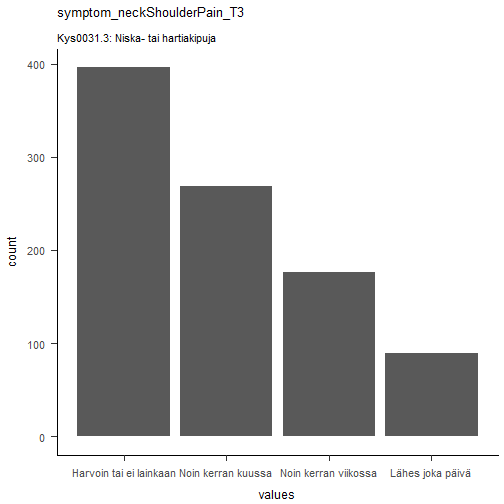 symptom_neckShoulderPain_T3
Kys0031.3: Niska- tai hartiakipuja
400
300
200
100
0
count
Harvoin tai ei lainkaan Noin kerran kuussa Noin kerran viikossa Lähes joka päivä
values